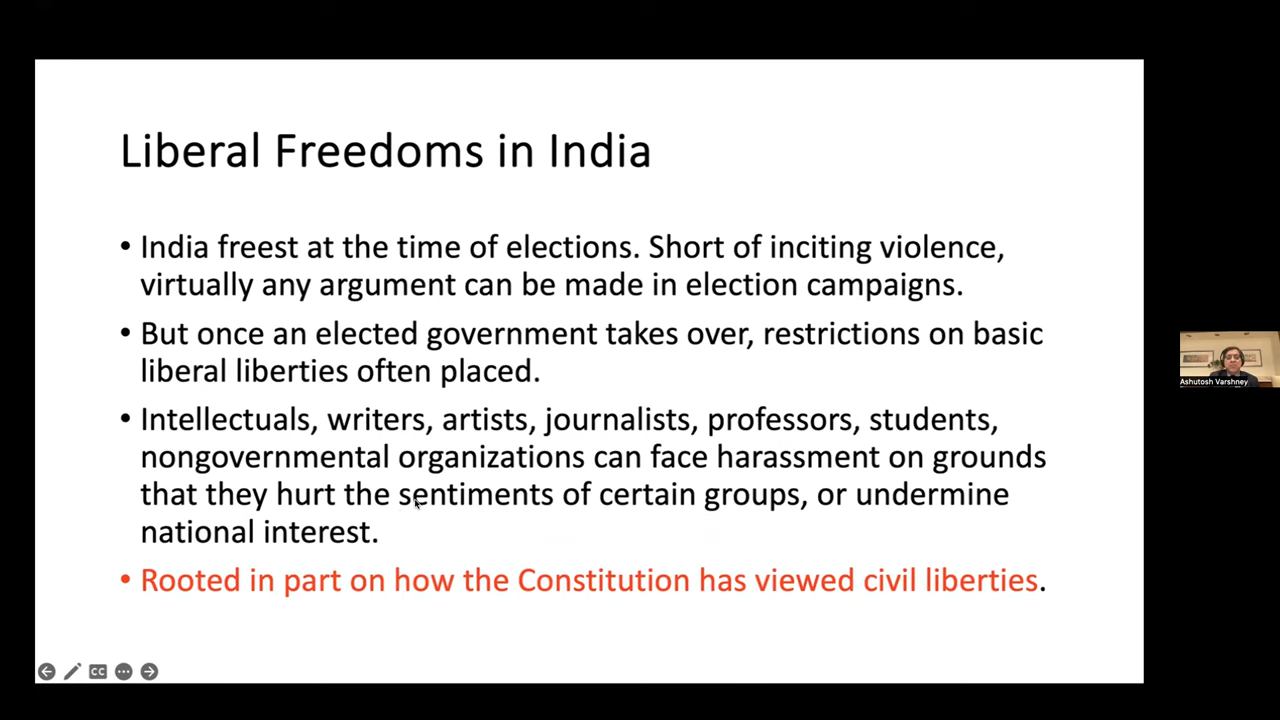 Liberal Freedoms in India
• India freest at the time of elections. Short of inciting violence,
virtually any argument can be made in election campaigns.
• But once an elected government takes over, restrictions on basic
liberal liberties often placed.
• Intellectuals, writers, artists, journalists, professors, students,
nongovernmental organizations can face harassment on grounds
that they hurt the sentiments of certain groups, or undermine
national interest.
• Rooted in part on how the Constitution has viewed civil liberties.
Ashutosh Varshney
CC